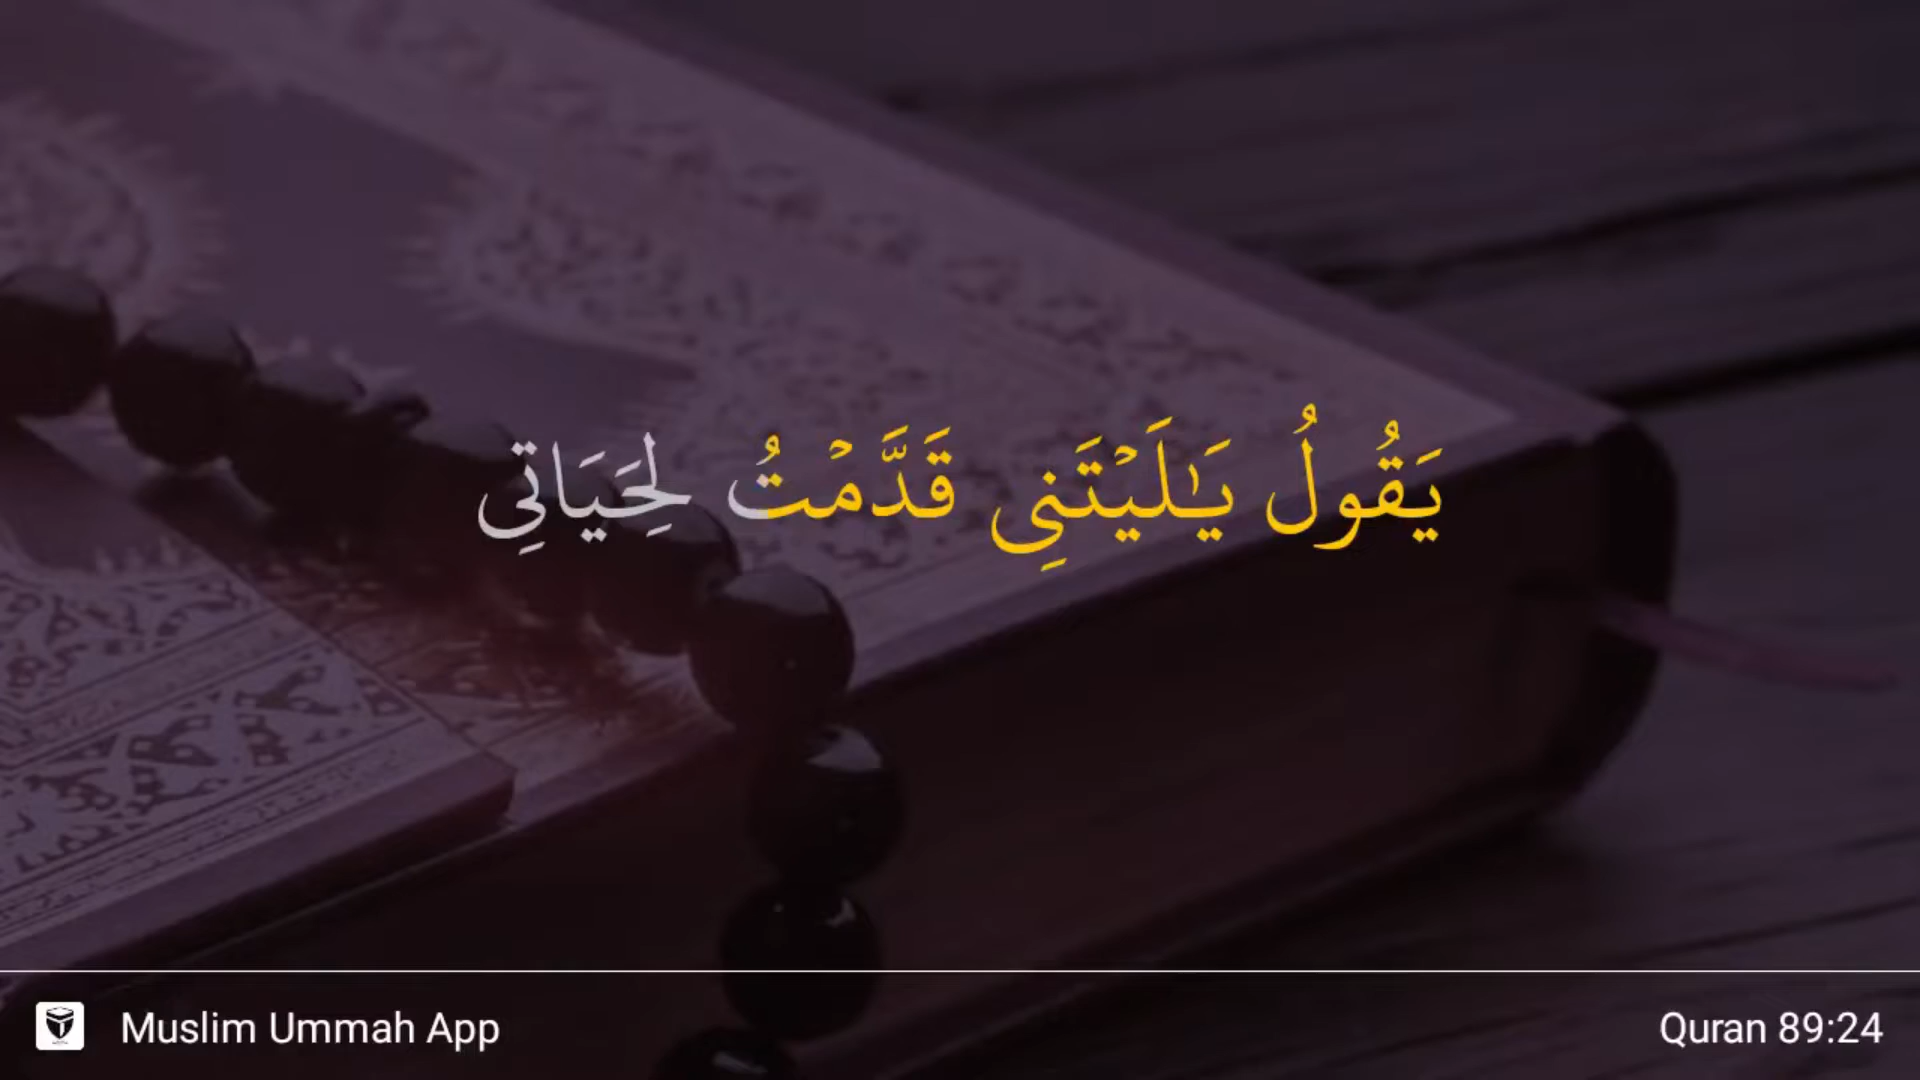 يَقُولُ يَـٰلَيۡتَنِي قَدَّمۡتُ لِحَيَاتِي
Muslim Ummah App
Quran 89:24